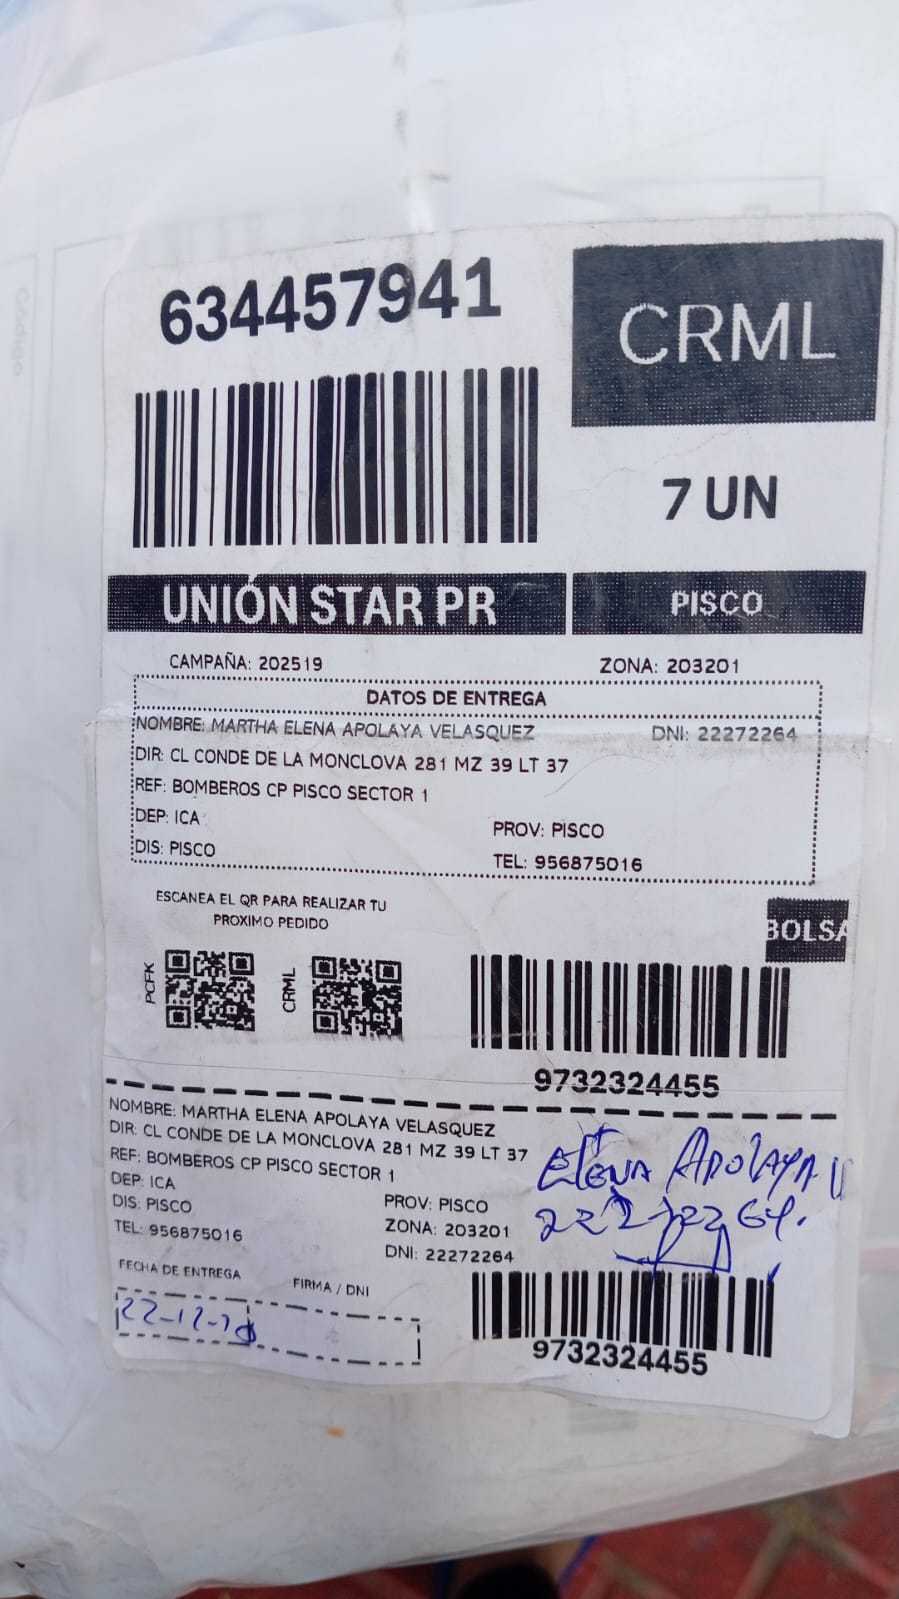 634457941
CRML
7 UN
UNIÓN STAR PR
PISCO
CAMPAÑA: 202519
ZONA: 203201
DATOS DE ENTREGA
NOMBRE: MARTHA ELENA APOLAYA VELASQUEZ DNI: 22272264
DIR: CL CONDE DE LA MONCLOVA 281 MZ 39 LT 37
REF: BOMBEROS CP PISCO SECTOR 1
DEP: ICA PROV: PISCO
DIS: PISCO TEL: 956875016
ESCANEA EL QR PARA REALIZAR TU
PROXIMO PEDIDO
BOLSA
PCFK
CRML
9732324455
NOMBRE: MARTHA ELENA APOLAYA VELASQUEZ
DIR: CL CONDE DE LA MONCLOVA 281 MZ 39 LT 37
REF: BOMBEROS CP PISCO SECTOR 1
DEP: ICA
DIS: PISCO PROV: PISCO
TEL: 956875016 ZONA: 203201
DNI: 22272264
Elena Apolaya V
FECHA DE ENTREGA FIRMA / DNI
9732324455